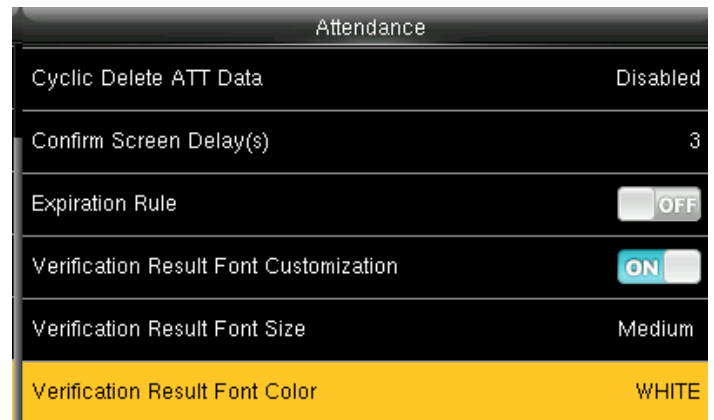 Attendance
Cyclic Delete ATT Data Disabled
Confirm Screen Delay(s) 3
Expiration Rule OFF
Verification Result Font Customization ON
Verification Result Font Size Medium
Verification Result Font Color WHITE